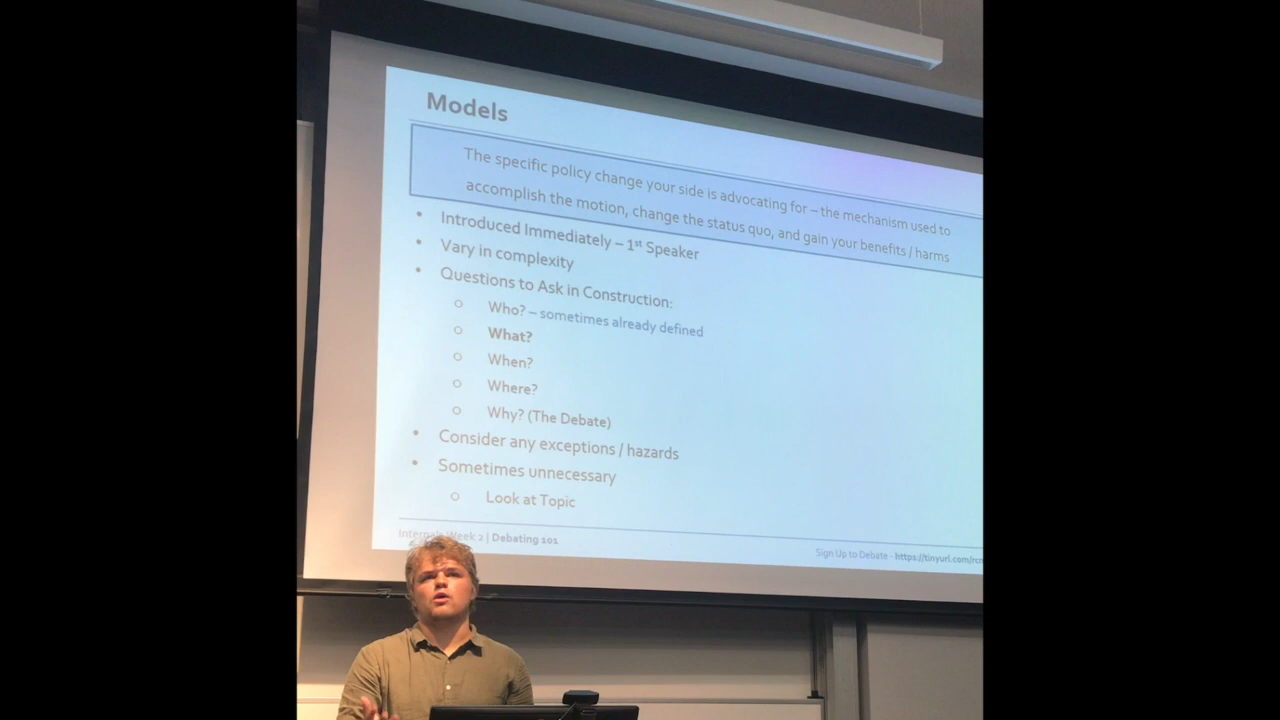 Models
The specific policy change your side is advocating for – the mechanism used to
accomplish the motion, change the status quo, and gain your benefits / harms
• Introduced Immediately – 1st Speaker
• Vary in complexity
• Questions to Ask in Construction:
o Who? – sometimes already defined
o What?
o When?
o Where?
o Why? (The Debate)
• Consider any exceptions / hazards
• Sometimes unnecessary
o Look at Topic
Week 2 | Debating 101
Sign Up to Debate - https://tinyurl.com/rcn